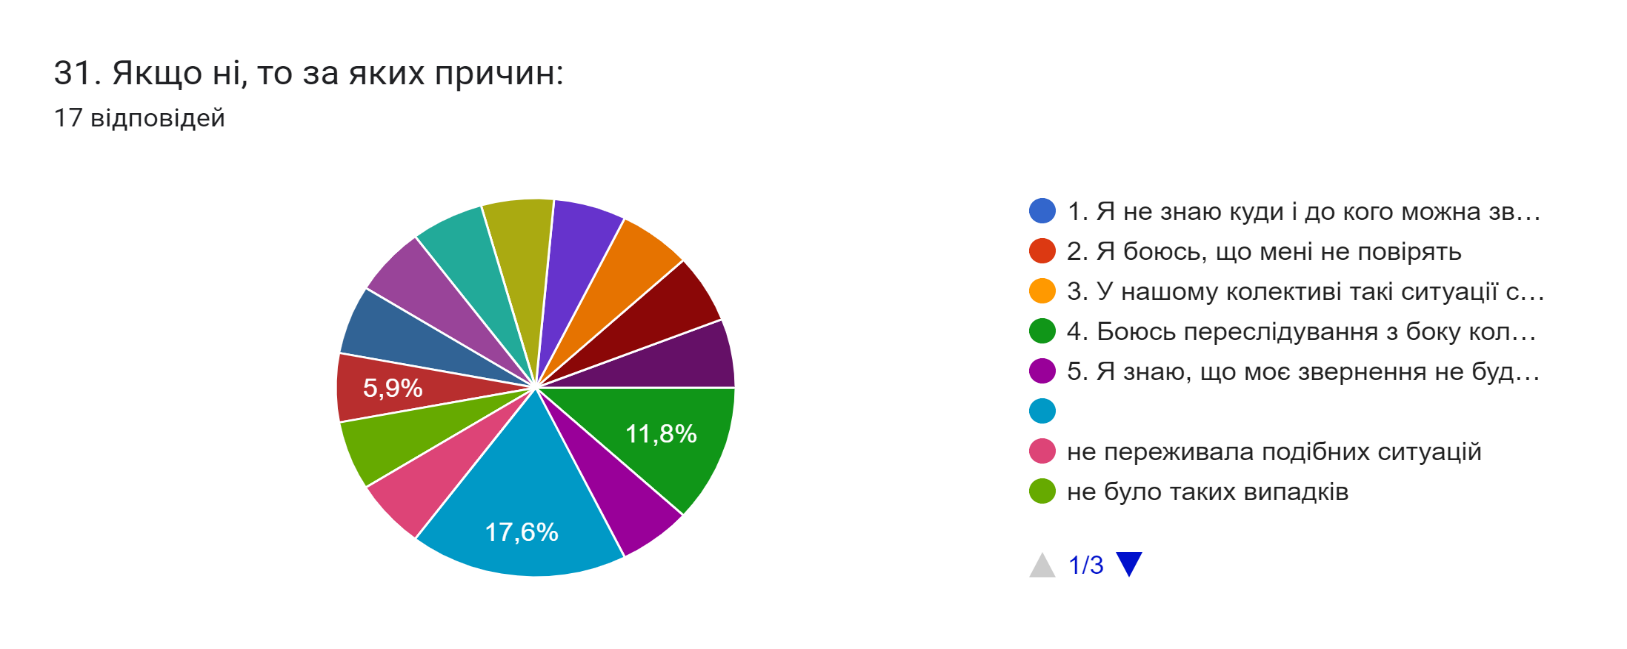 31. Якщо ні, то за яких причин:
17 відповідей
5,9%
11,8%
17,6%
1. Я не знаю куди і до кого можна зв…
2. Я боюсь, що мені не повірять
3. У нашому колективі такі ситуації с…
4. Боюсь переслідування з боку кол…
5. Я знаю, що моє звернення не буд…
не переживала подібних ситуацій
не було таких випадків
1/3